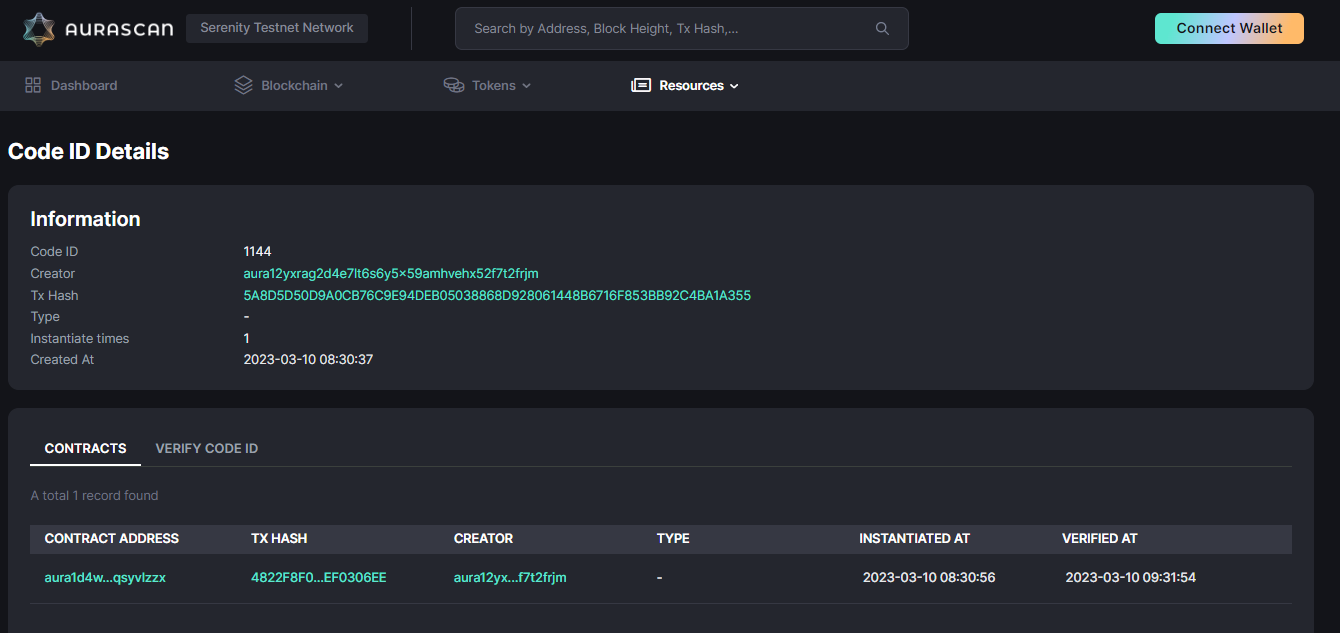 AURASCAN Serenity Testnet Network Search by Address, Block Height, Tx Hash,... Connect Wallet
Dashboard Blockchain Tokens Resources
Code ID Details
Information
Code ID 1144
Creator aura12yxrag2d4e7lt6s6y5x59amhvehx52f7t2frjm
Tx Hash 5A8D5D50D9A0CB76C9E94DEB05038868D928061448B6716F853BB92C4BA1A355
Type -
Instantiate times 1
Created At 2023-03-10 08:30:37
CONTRACTS VERIFY CODE ID
A total 1 record found
CONTRACT ADDRESS TX HASH CREATOR TYPE INSTANTIATED AT VERIFIED AT
aura1d4w...qsyvlzzx 4822F8F0...EF0306EE aura12yx...f7t2frjm - 2023-03-10 08:30:56 2023-03-10 09:31:54